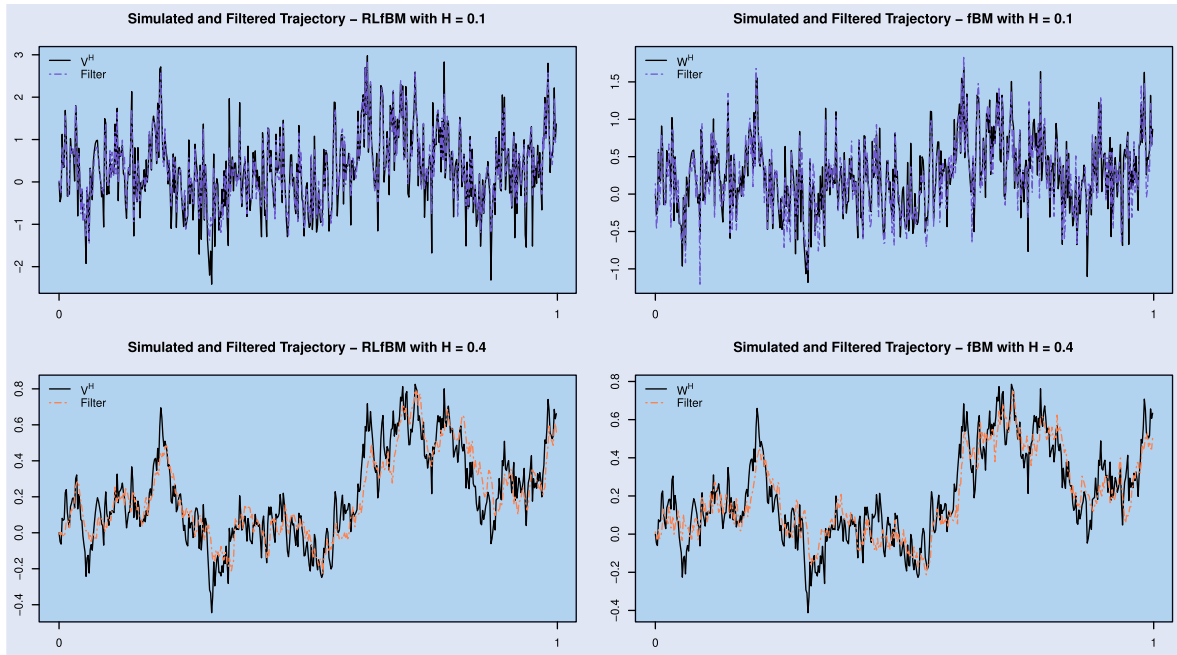 Simulated and Filtered Trajectory − RLfBM with H = 0.1
V^H
Filter
3
2
1
0
−1
−2
0
1
Simulated and Filtered Trajectory − fBM with H = 0.1
W^H
Filter
1.5
1.0
0.5
0.0
−0.5
−1.0
0
1
Simulated and Filtered Trajectory − RLfBM with H = 0.4
V^H
Filter
0.8
0.6
0.4
0.2
0.0
−0.2
−0.4
0
1
Simulated and Filtered Trajectory − fBM with H = 0.4
W^H
Filter
0.8
0.6
0.4
0.2
0.0
−0.2
−0.4
0
1